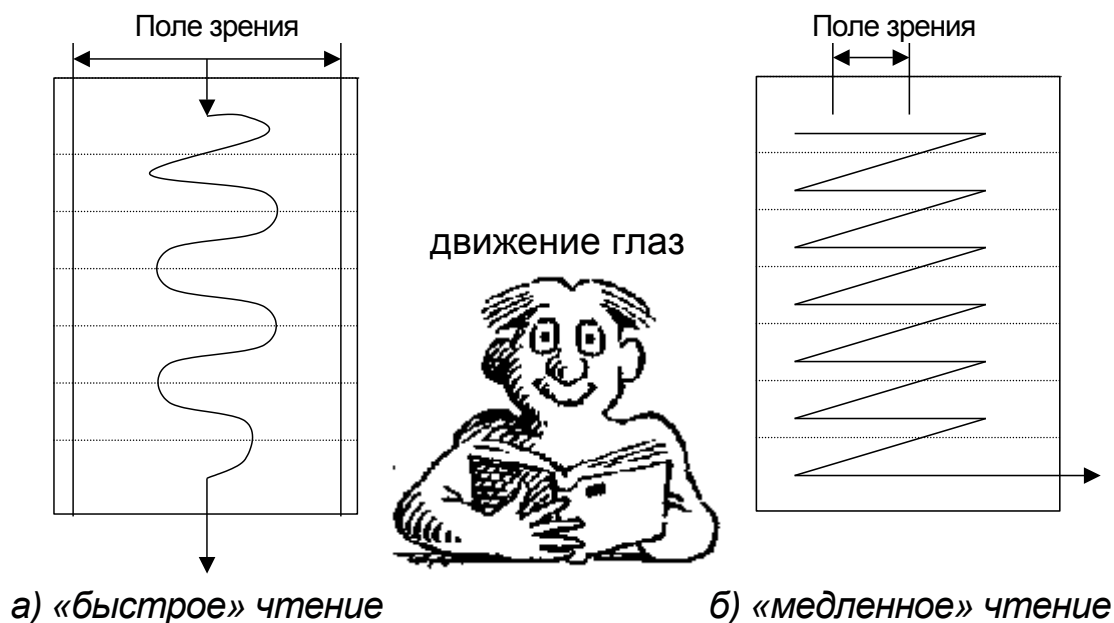 Поле зрения
Поле зрения
движение глаз
а) «быстрое» чтение
б) «медленное» чтение